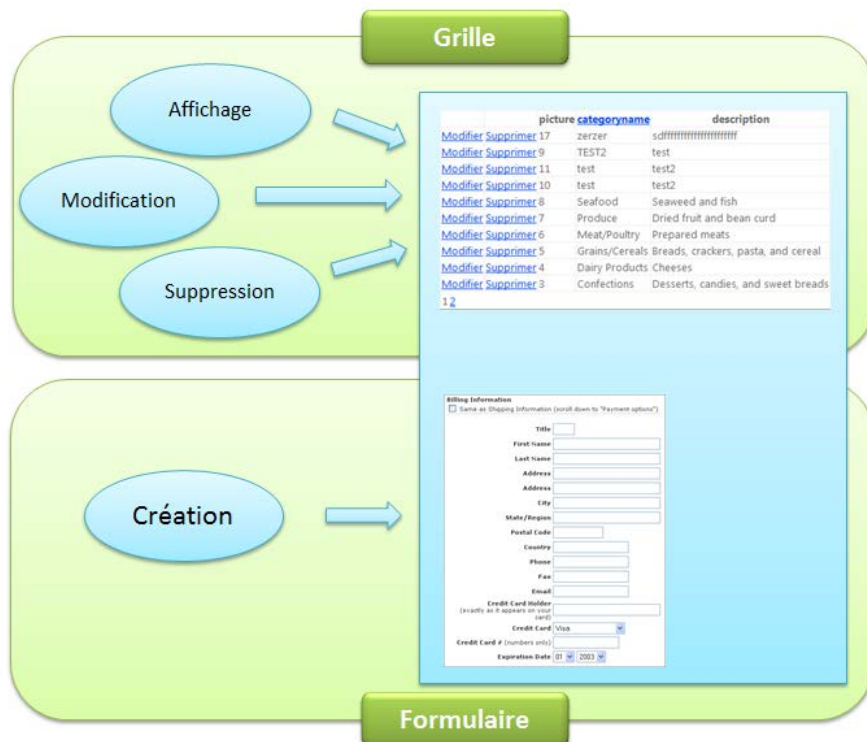 Grille
Affichage
Modification
Suppression
picture categoryname description
Modifier Supprimer 17 zerzer sdfffffffffffffffffffff
Modifier Supprimer 9 TEST2 test
Modifier Supprimer 11 test test2
Modifier Supprimer 10 test test2
Modifier Supprimer 8 Seafood Seaweed and fish
Modifier Supprimer 7 Produce Dried fruit and bean curd
Modifier Supprimer 6 Meat/Poultry Prepared meats
Modifier Supprimer 5 Grains/Cereals Breads, crackers, pasta, and cereal
Modifier Supprimer 4 Dairy Products Cheeses
Modifier Supprimer 3 Confections Desserts, candies, and sweet breads
1 2
Création
Billing Information
Same as Shipping Information (scroll down to "Payment options")
Title
First Name
Last Name
Address
Address
City
State/Region
Postal Code
Country
Phone
Fax
Email
Credit Card Holder
(exactly as it appears on your
card)
Credit Card Visa
Credit Card # (numbers only)
Expiration Date 01 2003
Formulaire